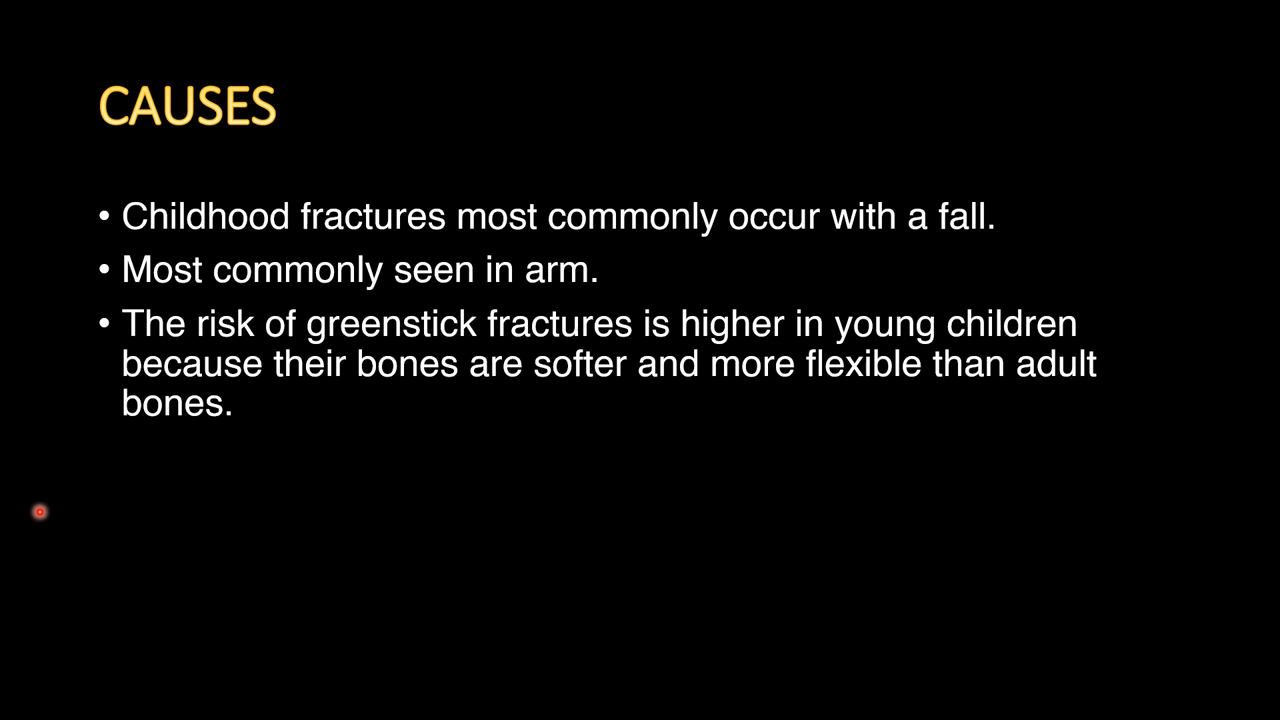 CAUSES
• Childhood fractures most commonly occur with a fall.
• Most commonly seen in arm.
• The risk of greenstick fractures is higher in young children
because their bones are softer and more flexible than adult
bones.